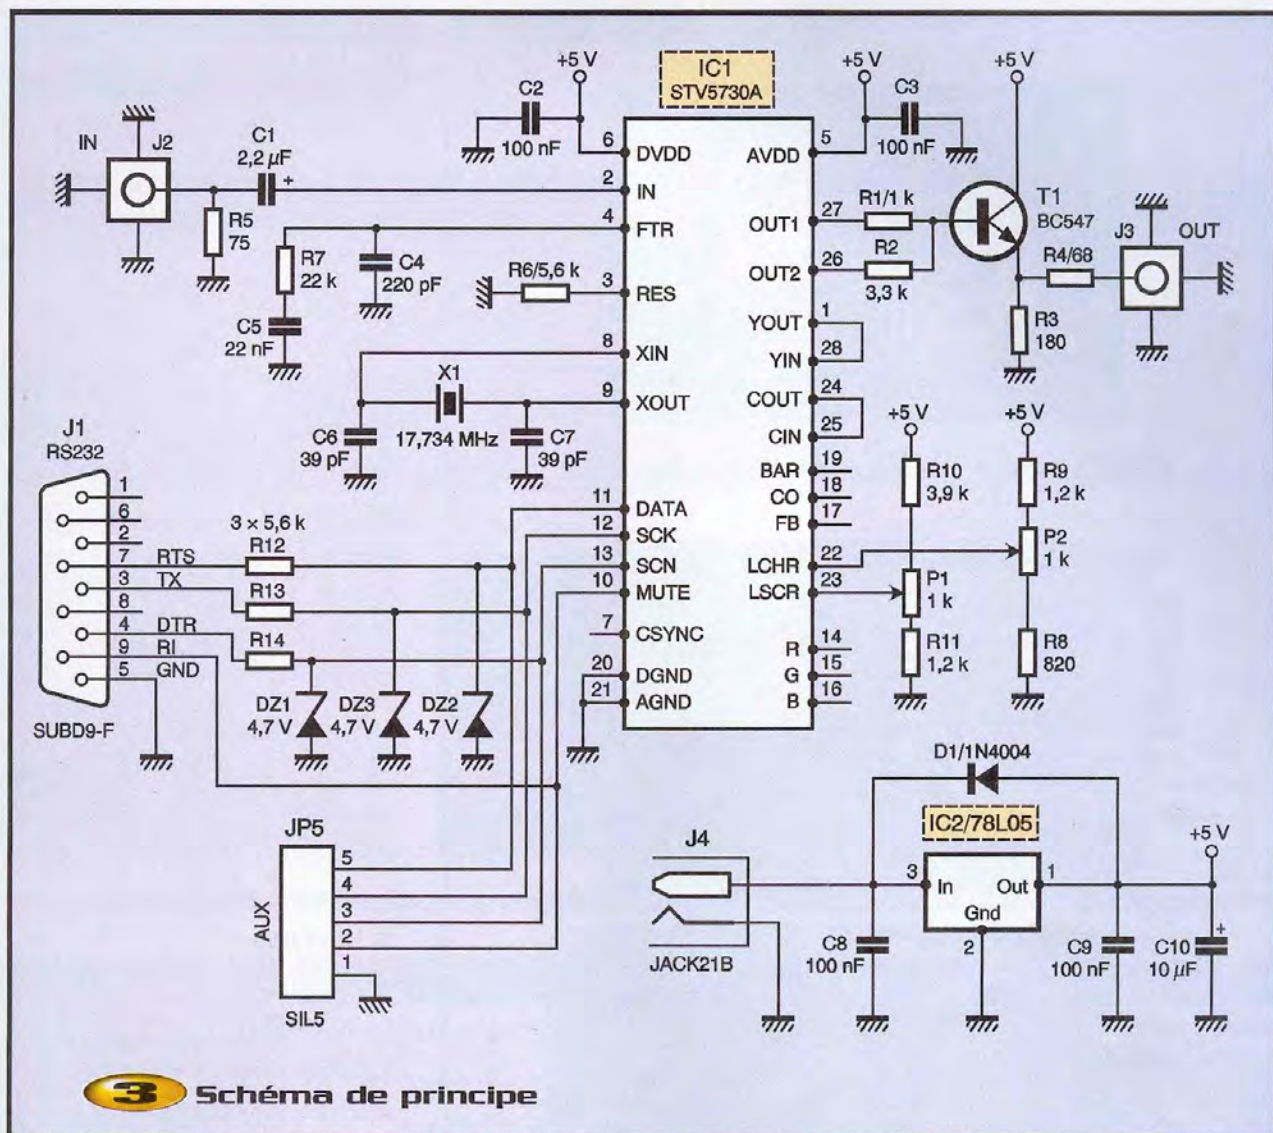 +5 V
IC1
STV5730A
+5 V
+5 V
C2
100 nF
C3
100 nF
IN
J2
C1
2,2 µF
+
R5
75
R7
22 k
C5
22 nF
C4
220 pF
R6/5,6 k
X1
17,734 MHz
C6
39 pF
C7
39 pF
6 DVDD
2 IN
4 FTR
3 RES
8 XIN
9 XOUT
11 DATA
12 SCK
13 SCN
10 MUTE
7 CSYNC
20 DGND
21 AGND
AVDD 5
OUT1 27
OUT2 26
YOUT 1
YIN 28
COUT 24
CIN 25
BAR 19
CO 18
FB 17
LCHR 22
LSCR 23
R 14
G 15
B 16
R1/1 k
R2
3,3 k
T1
BC547
R4/68
J3
OUT
R3
180
+5 V
R10
3,9 k
P1
1 k
R11
1,2 k
+5 V
R9
1,2 k
P2
1 k
R8
820
J1
RS232
1
6
2
7 RTS
3 TX
8
4 DTR
9 RI
5 GND
SUBD9-F
3 × 5,6 k
R12
R13
R14
DZ1
4,7 V
DZ3
4,7 V
DZ2
4,7 V
JP5
AUX
5
4
3
2
1
SIL5
D1/1N4004
IC2/78L05
J4
JACK21B
3 In
Out 1
Gnd
2
C8
100 nF
C9
100 nF
+5 V
+
C10
10 µF
3 Schéma de principe